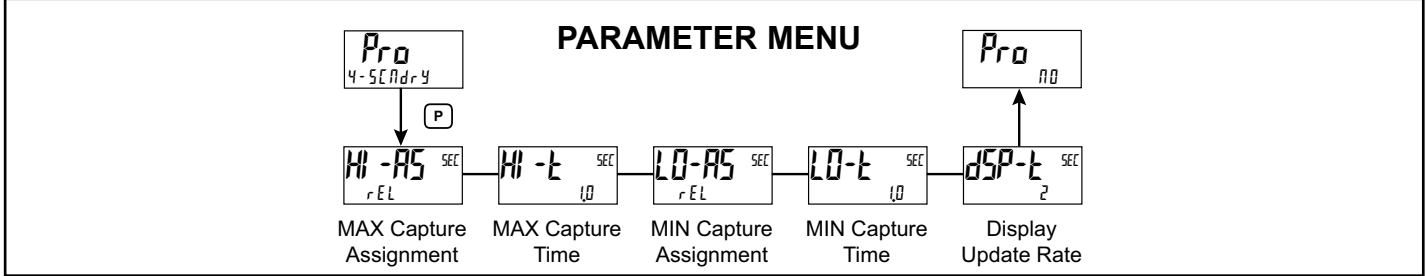 PARAMETER MENU
Pro
4-SCNdrY
P
Pro
NO
HI -AS SEC
rEL
HI -t SEC
1.0
LO-AS SEC
rEL
LO-t SEC
1.0
dSP-t SEC
2
MAX Capture
Assignment
MAX Capture
Time
MIN Capture
Assignment
MIN Capture
Time
Display
Update Rate